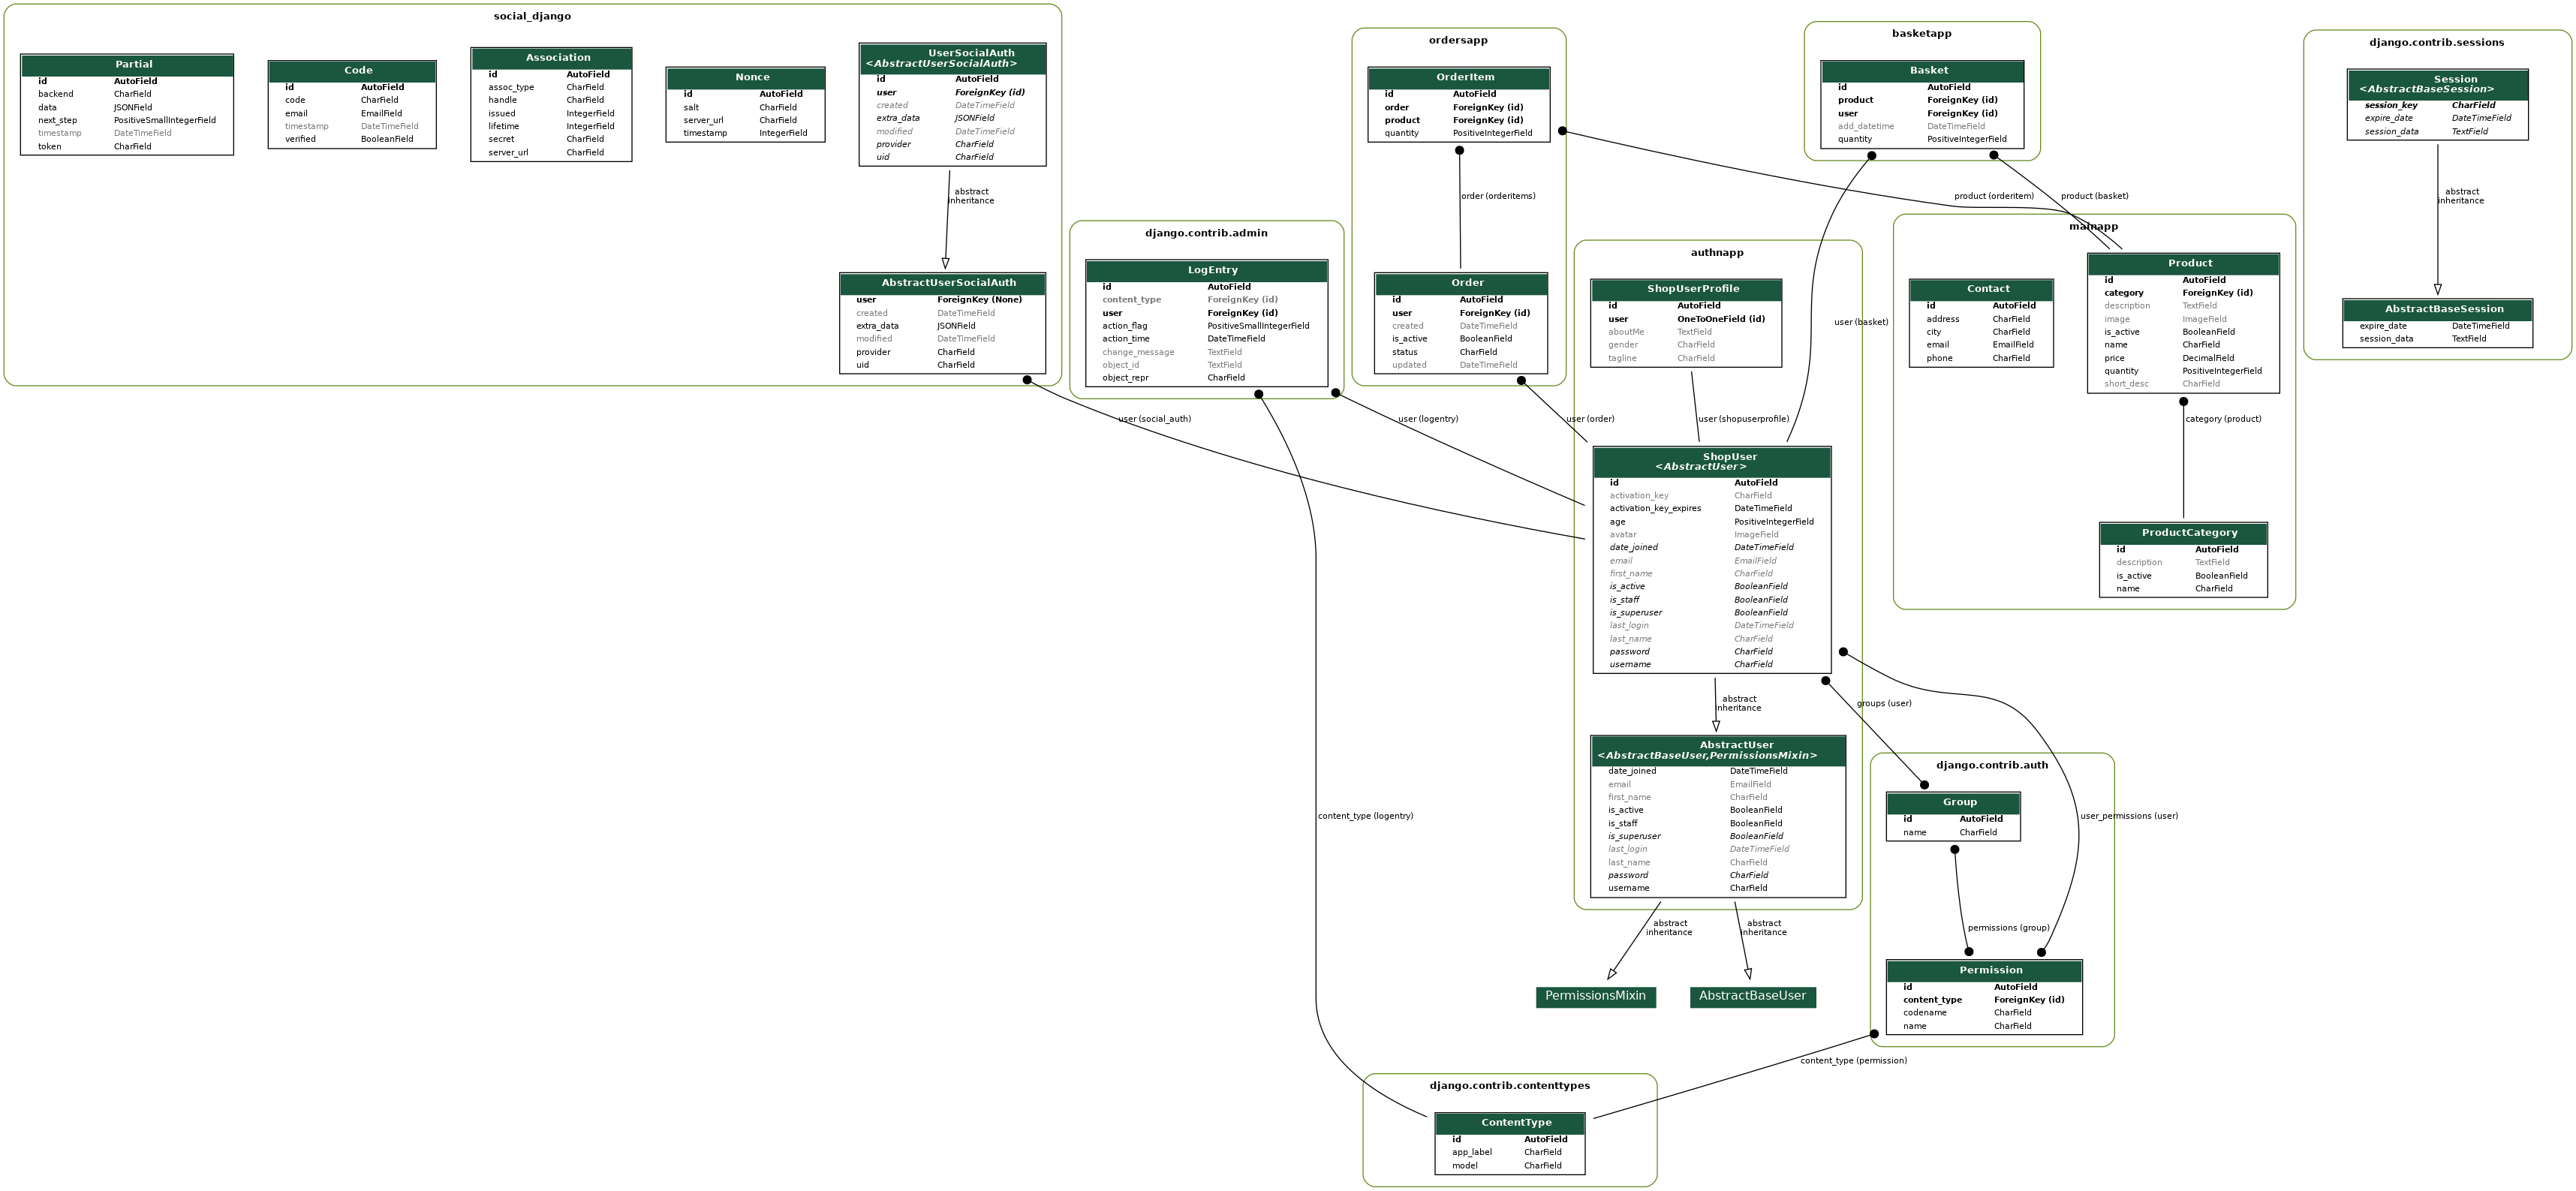 social_django
Partial
id AutoField
backend CharField
data JSONField
next_step PositiveSmallIntegerField
timestamp DateTimeField
token CharField
Code
id AutoField
code CharField
email EmailField
timestamp DateTimeField
verified BooleanField
Association
id AutoField
assoc_type CharField
handle CharField
issued IntegerField
lifetime IntegerField
secret CharField
server_url CharField
Nonce
id AutoField
salt CharField
server_url CharField
timestamp IntegerField
UserSocialAuth
<AbstractUserSocialAuth>
id AutoField
user ForeignKey (id)
created DateTimeField
extra_data JSONField
modified DateTimeField
provider CharField
uid CharField
abstract
inheritance
AbstractUserSocialAuth
user ForeignKey (None)
created DateTimeField
extra_data JSONField
modified DateTimeField
provider CharField
uid CharField
user (social_auth)
django.contrib.admin
LogEntry
id AutoField
content_type ForeignKey (id)
user ForeignKey (id)
action_flag PositiveSmallIntegerField
action_time DateTimeField
change_message TextField
object_id TextField
object_repr CharField
user (logentry)
content_type (logentry)
ordersapp
OrderItem
id AutoField
order ForeignKey (id)
product ForeignKey (id)
quantity PositiveIntegerField
order (orderitems)
product (orderitem)
Order
id AutoField
user ForeignKey (id)
created DateTimeField
is_active BooleanField
status CharField
updated DateTimeField
user (order)
basketapp
Basket
id AutoField
product ForeignKey (id)
user ForeignKey (id)
add_datetime DateTimeField
quantity PositiveIntegerField
product (basket)
user (basket)
authnapp
ShopUserProfile
id AutoField
user OneToOneField (id)
aboutMe TextField
gender CharField
tagline CharField
user (shopuserprofile)
ShopUser
<AbstractUser>
id AutoField
activation_key CharField
activation_key_expires DateTimeField
age PositiveIntegerField
avatar ImageField
date_joined DateTimeField
email EmailField
first_name CharField
is_active BooleanField
is_staff BooleanField
is_superuser BooleanField
last_login DateTimeField
last_name CharField
password CharField
username CharField
abstract
inheritance
groups (user)
user_permissions (user)
AbstractUser
<AbstractBaseUser,PermissionsMixin>
date_joined DateTimeField
email EmailField
first_name CharField
is_active BooleanField
is_staff BooleanField
is_superuser BooleanField
last_login DateTimeField
last_name CharField
password CharField
username CharField
abstract
inheritance
abstract
inheritance
PermissionsMixin
AbstractBaseUser
mainapp
Contact
id AutoField
address CharField
city CharField
email EmailField
phone CharField
Product
id AutoField
category ForeignKey (id)
description TextField
image ImageField
is_active BooleanField
name CharField
price DecimalField
quantity PositiveIntegerField
short_desc CharField
category (product)
ProductCategory
id AutoField
description TextField
is_active BooleanField
name CharField
django.contrib.sessions
Session
<AbstractBaseSession>
session_key CharField
expire_date DateTimeField
session_data TextField
abstract
inheritance
AbstractBaseSession
expire_date DateTimeField
session_data TextField
django.contrib.auth
Group
id AutoField
name CharField
permissions (group)
Permission
id AutoField
content_type ForeignKey (id)
codename CharField
name CharField
content_type (permission)
django.contrib.contenttypes
ContentType
id AutoField
app_label CharField
model CharField